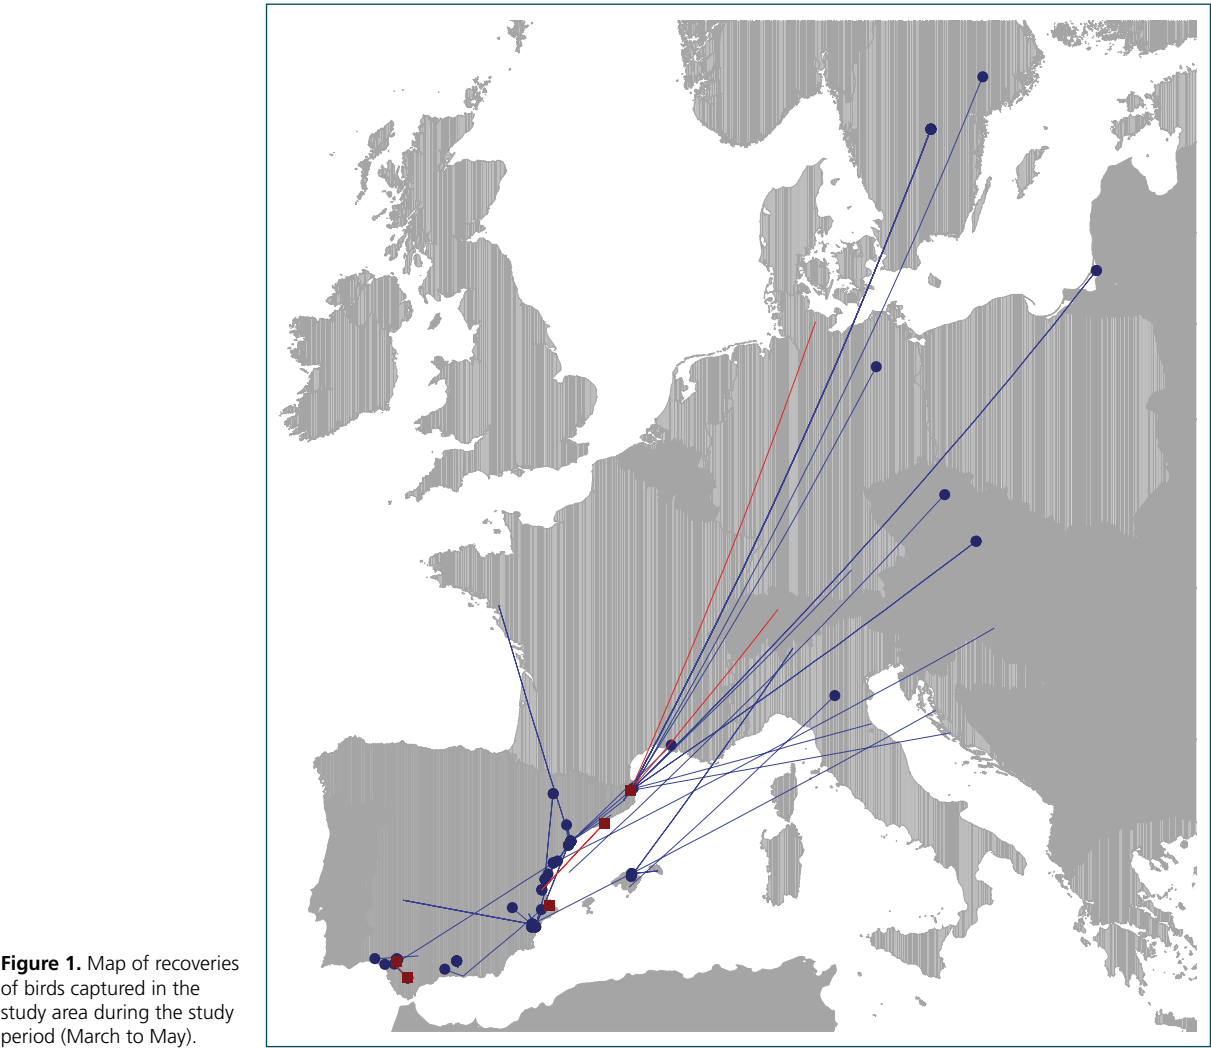 Figure 1. Map of recoveries
of birds captured in the
study area during the study
period (March to May).